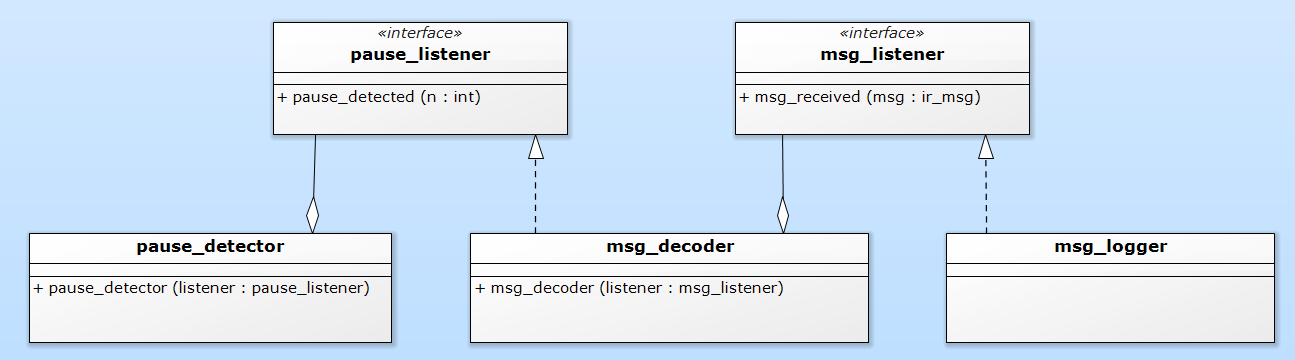 «interface»
pause_listener
+ pause_detected (n : int)
«interface»
msg_listener
+ msg_received (msg : ir_msg)
pause_detector
+ pause_detector (listener : pause_listener)
msg_decoder
+ msg_decoder (listener : msg_listener)
msg_logger